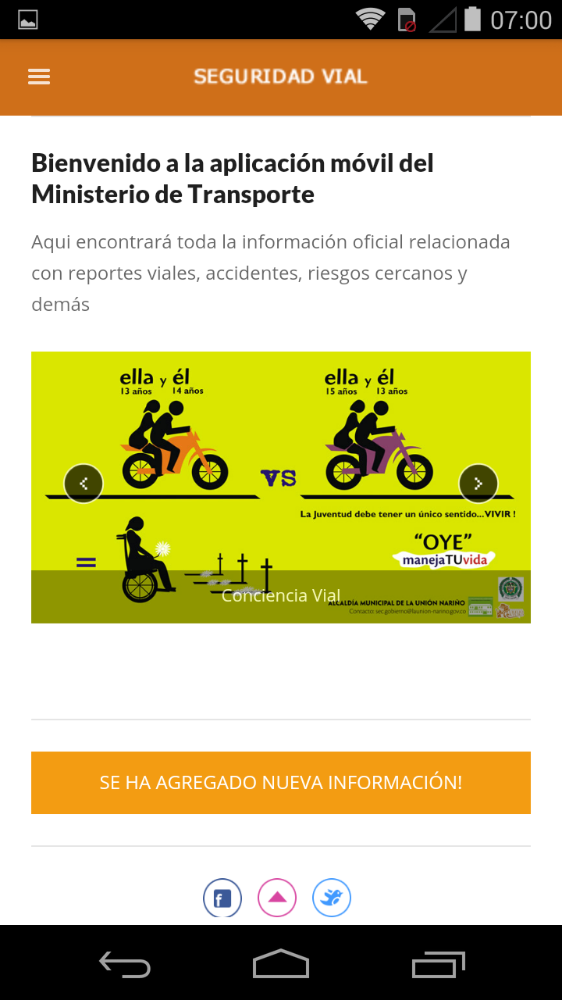 07:00
SEGURIDAD VIAL
Bienvenido a la aplicación móvil del
Ministerio de Transporte
Aqui encontrará toda la información oficial relacionada
con reportes viales, accidentes, riesgos cercanos y
demás
ella y él
13 años 14 años
ella y él
15 años 13 años
VS
La Juventud debe tener un único sentido...VIVIR !
=
“OYE”
manejaTUvida
Conciencia Vial
ALCALDÍA MUNICIPAL DE LA UNIÓN NARIÑO
Contacto: sec.gobierno@launion-narino.gov.co
SE HA AGREGADO NUEVA INFORMACIÓN!